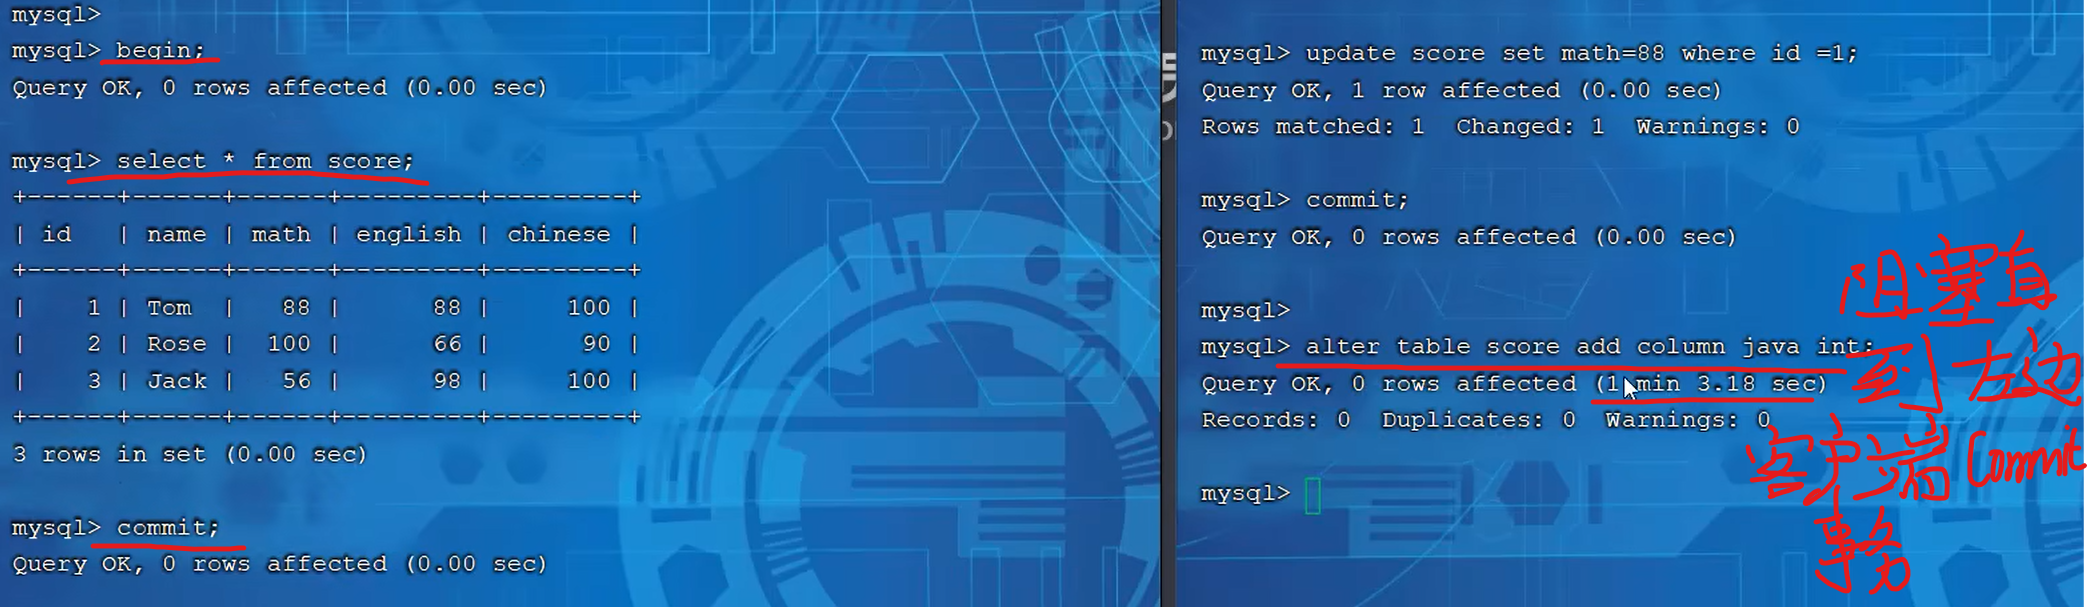 mysql>
mysql> begin;
Query OK, 0 rows affected (0.00 sec)
mysql> select * from score;
+------+------+------+---------+---------+
| id   | name | math | english | chinese |
+------+------+------+---------+---------+
|    1 | Tom  |   88 |      88 |     100 |
|    2 | Rose |  100 |      66 |      90 |
|    3 | Jack |   56 |      98 |     100 |
+------+------+------+---------+---------+
3 rows in set (0.00 sec)
mysql> commit;
Query OK, 0 rows affected (0.00 sec)
mysql> update score set math=88 where id =1;
Query OK, 1 row affected (0.00 sec)
Rows matched: 1  Changed: 1  Warnings: 0
mysql> commit;
Query OK, 0 rows affected (0.00 sec)
mysql>
mysql> alter table score add column java int;
Query OK, 0 rows affected (1 min 3.18 sec)
Records: 0  Duplicates: 0  Warnings: 0
mysql>
阻塞直
到左边
客户端Commit
事务